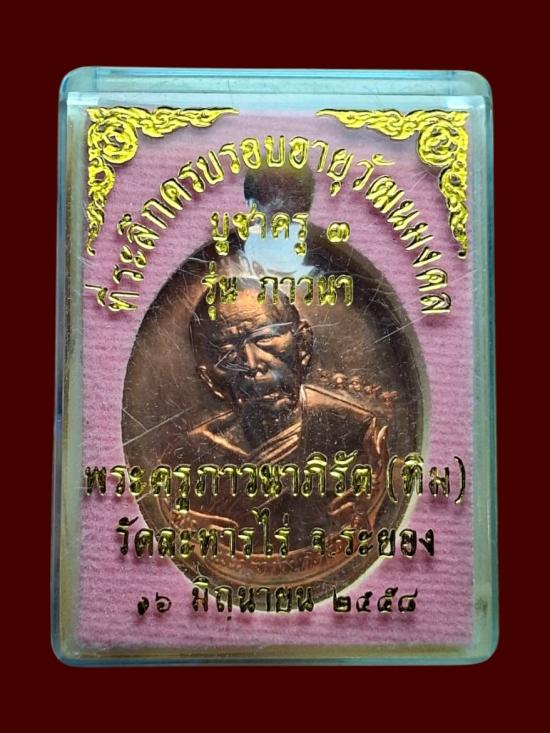 ที่ระลึกครบรอบอายุวัฒนมงคล
บูชาครู ๓
รุ่น ภาวนา
พระครูภาวนาภิรัต (ทิม)
วัดละหารไร่ จ.ระยอง
๑๖ มิถุนายน ๒๕๕๘